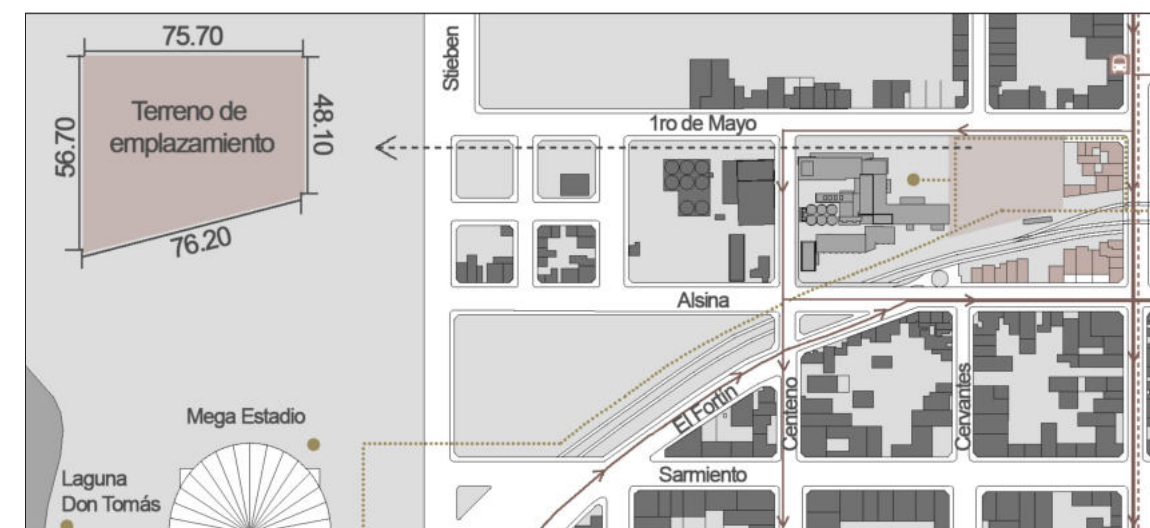 75.70
Terreno de
emplazamiento
56.70
48.10
76.20
Stieben
1ro de Mayo
Alsina
El Fortín
Centeno
Cervantes
Sarmiento
Mega Estadio
Laguna
Don Tomás